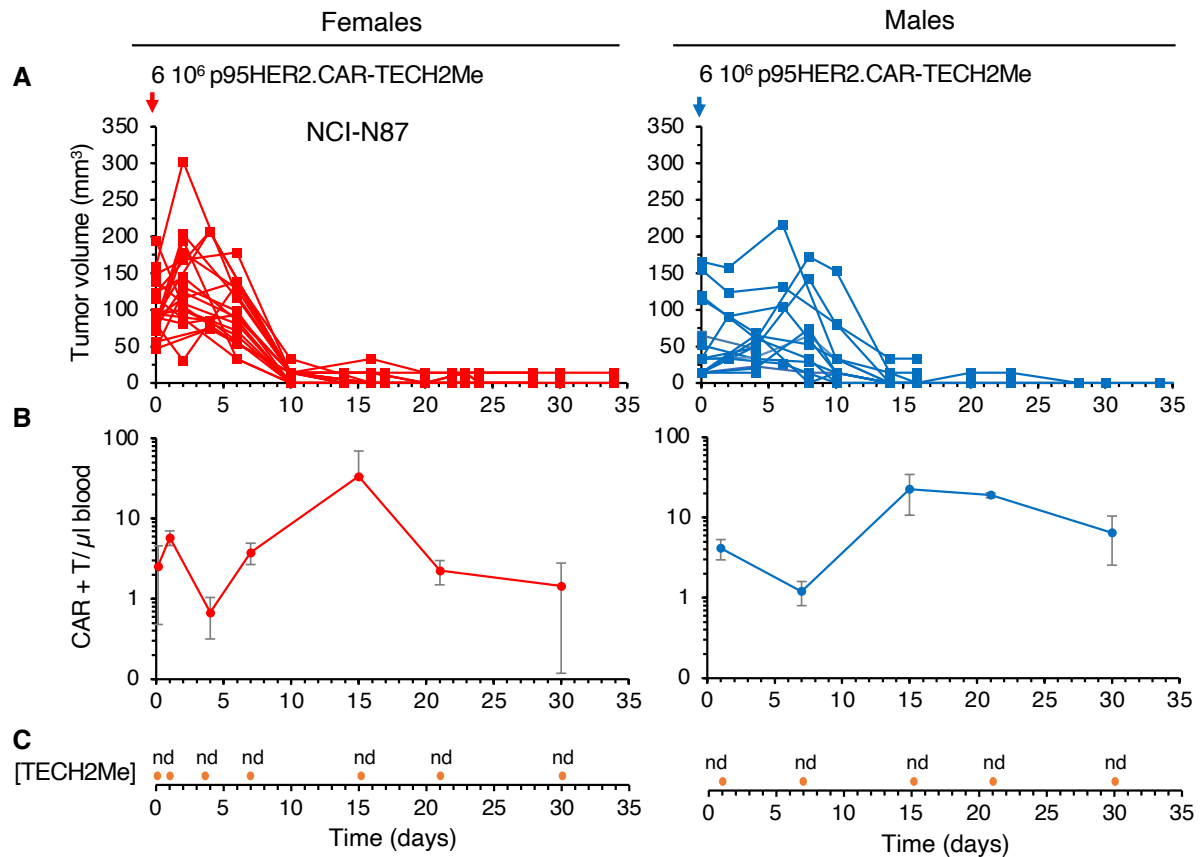 Females
Males
A
6 10⁶ p95HER2.CAR-TECH2Me
6 10⁶ p95HER2.CAR-TECH2Me
NCI-N87
Tumor volume (mm³)
350
300
250
200
150
100
50
0
0 5 10 15 20 25 30 35
350
300
250
200
150
100
50
0
0 5 10 15 20 25 30 35
B
CAR + T/ µl blood
100
10
1
0
0 5 10 15 20 25 30 35
100
10
1
0
0 5 10 15 20 25 30 35
C
[TECH2Me]
nd nd nd nd nd nd
0 5 10 15 20 25 30 35
Time (days)
nd nd nd nd nd
0 5 10 15 20 25 30 35
Time (days)